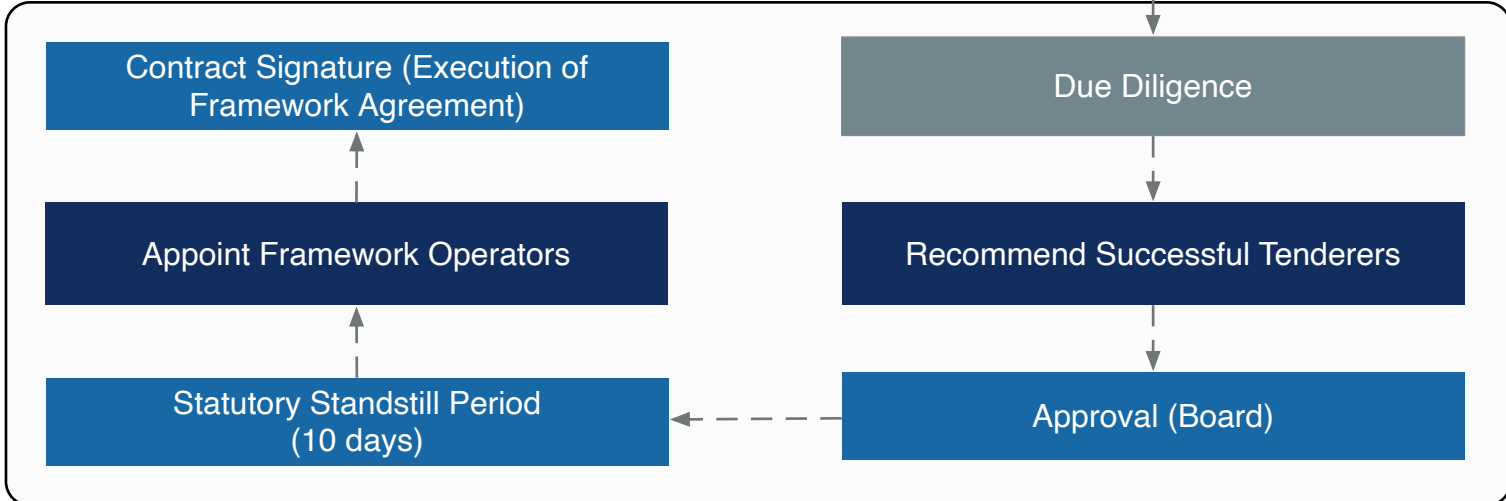 Contract Signature (Execution of
Framework Agreement)
Due Diligence
Appoint Framework Operators
Recommend Successful Tenderers
Statutory Standstill Period
(10 days)
Approval (Board)